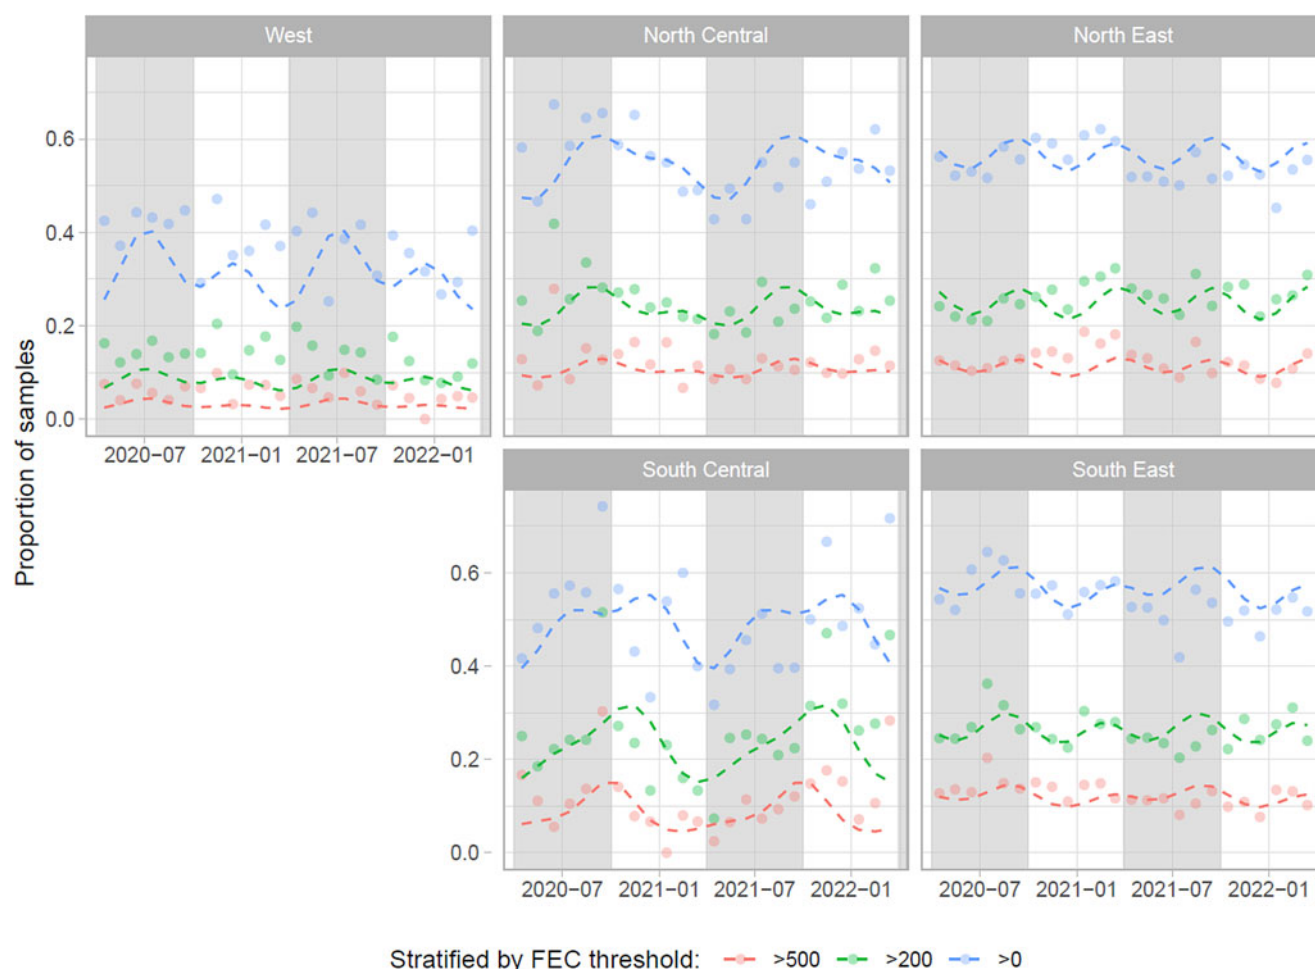 West
North Central
North East
0.6
0.4
0.2
0.0
2020−07 2021−01 2021−07 2022−01
South Central
South East
0.6
0.4
0.2
0.0
2020−07 2021−01 2021−07 2022−01
2020−07 2021−01 2021−07 2022−01
Proportion of samples
Stratified by FEC threshold: >500 >200 >0